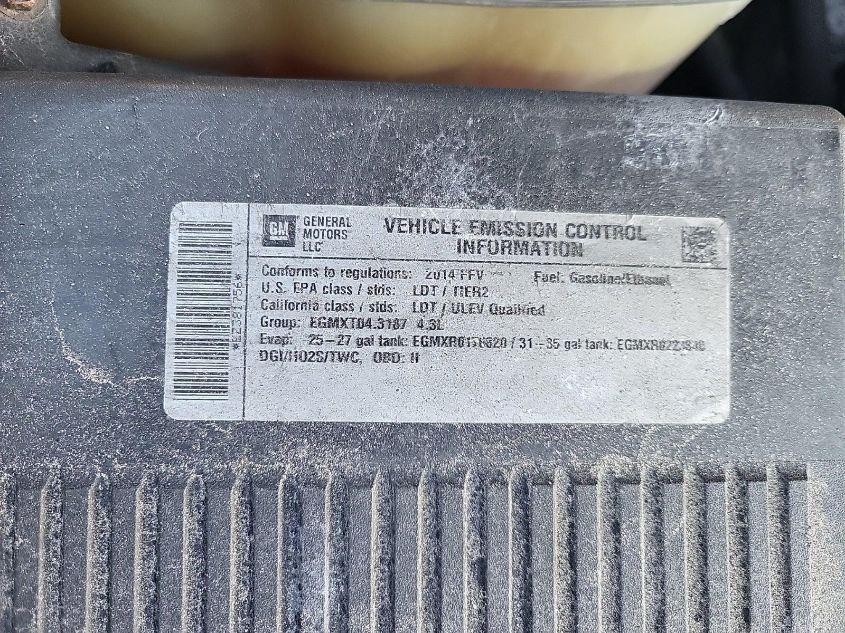 GM
GENERAL
MOTORS
LLC
VEHICLE EMISSION CONTROL
INFORMATION
Conforms to regulations: 2014 FFV Fuel: Gasoline/Ethanol
U.S. EPA class / stds: LDT / TIER2
California class / stds: LDT / ULEV Qualified
Group: EGMXT04.3187 4.3L
Evap: 25-27 gal tank: / 31-35 gal tank:
DGI/HO2S/TWC, OBD: II